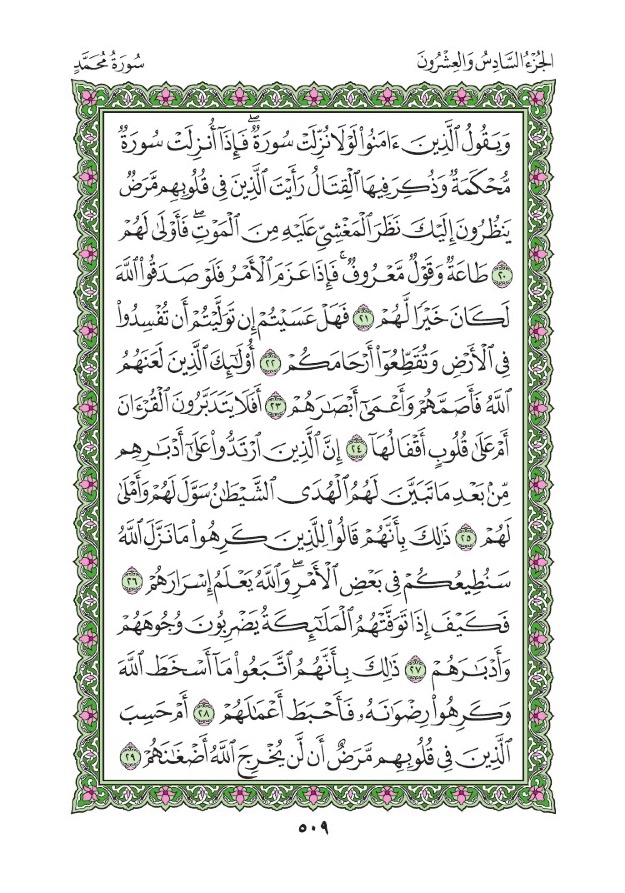 الجُزْءُ السَّادِسُ وَالعِشْرُونَ
سُورَةُ مُحَمَّدٍ
وَيَقُولُ ٱلَّذِينَ ءَامَنُوا۟ لَوْلَا نُزِّلَتْ سُورَةٌۖ فَإِذَآ أُنزِلَتْ سُورَةٌ
مُّحْكَمَةٌ وَذُكِرَ فِيهَا ٱلْقِتَالُ رَأَيْتَ ٱلَّذِينَ فِى قُلُوبِهِم مَّرَضٌ
يَنظُرُونَ إِلَيْكَ نَظَرَ ٱلْمَغْشِىِّ عَلَيْهِ مِنَ ٱلْمَوْتِۖ فَأَوْلَىٰ لَهُمْ
٢٠ طَاعَةٌ وَقَوْلٌ مَّعْرُوفٌۚ فَإِذَا عَزَمَ ٱلْأَمْرُ فَلَوْ صَدَقُوا۟ ٱللَّهَ
لَكَانَ خَيْرًا لَّهُمْ ٢١ فَهَلْ عَسَيْتُمْ إِن تَوَلَّيْتُمْ أَن تُفْسِدُوا۟
فِى ٱلْأَرْضِ وَتُقَطِّعُوٓا۟ أَرْحَامَكُمْ ٢٢ أُو۟لَٰٓئِكَ ٱلَّذِينَ لَعَنَهُمُ
ٱللَّهُ فَأَصَمَّهُمْ وَأَعْمَىٰٓ أَبْصَٰرَهُمْ ٢٣ أَفَلَا يَتَدَبَّرُونَ ٱلْقُرْءَانَ
أَمْ عَلَىٰ قُلُوبٍ أَقْفَالُهَآ ٢٤ إِنَّ ٱلَّذِينَ ٱرْتَدُّوا۟ عَلَىٰٓ أَدْبَٰرِهِم
مِّنۢ بَعْدِ مَا تَبَيَّنَ لَهُمُ ٱلْهُدَى ٱلشَّيْطَٰنُ سَوَّلَ لَهُمْ وَأَمْلَىٰ
لَهُمْ ٢٥ ذَٰلِكَ بِأَنَّهُمْ قَالُوا۟ لِلَّذِينَ كَرِهُوا۟ مَا نَزَّلَ ٱللَّهُ
سَنُطِيعُكُمْ فِى بَعْضِ ٱلْأَمْرِۖ وَٱللَّهُ يَعْلَمُ إِسْرَارَهُمْ ٢٦
فَكَيْفَ إِذَا تَوَفَّتْهُمُ ٱلْمَلَٰٓئِكَةُ يَضْرِبُونَ وُجُوهَهُمْ
وَأَدْبَٰرَهُمْ ٢٧ ذَٰلِكَ بِأَنَّهُمُ ٱتَّبَعُوا۟ مَآ أَسْخَطَ ٱللَّهَ
وَكَرِهُوا۟ رِضْوَٰنَهُۥ فَأَحْبَطَ أَعْمَٰلَهُمْ ٢٨ أَمْ حَسِبَ
ٱلَّذِينَ فِى قُلُوبِهِم مَّرَضٌ أَن لَّن يُخْرِجَ ٱللَّهُ أَضْغَٰنَهُمْ ٢٩
٥٠٩